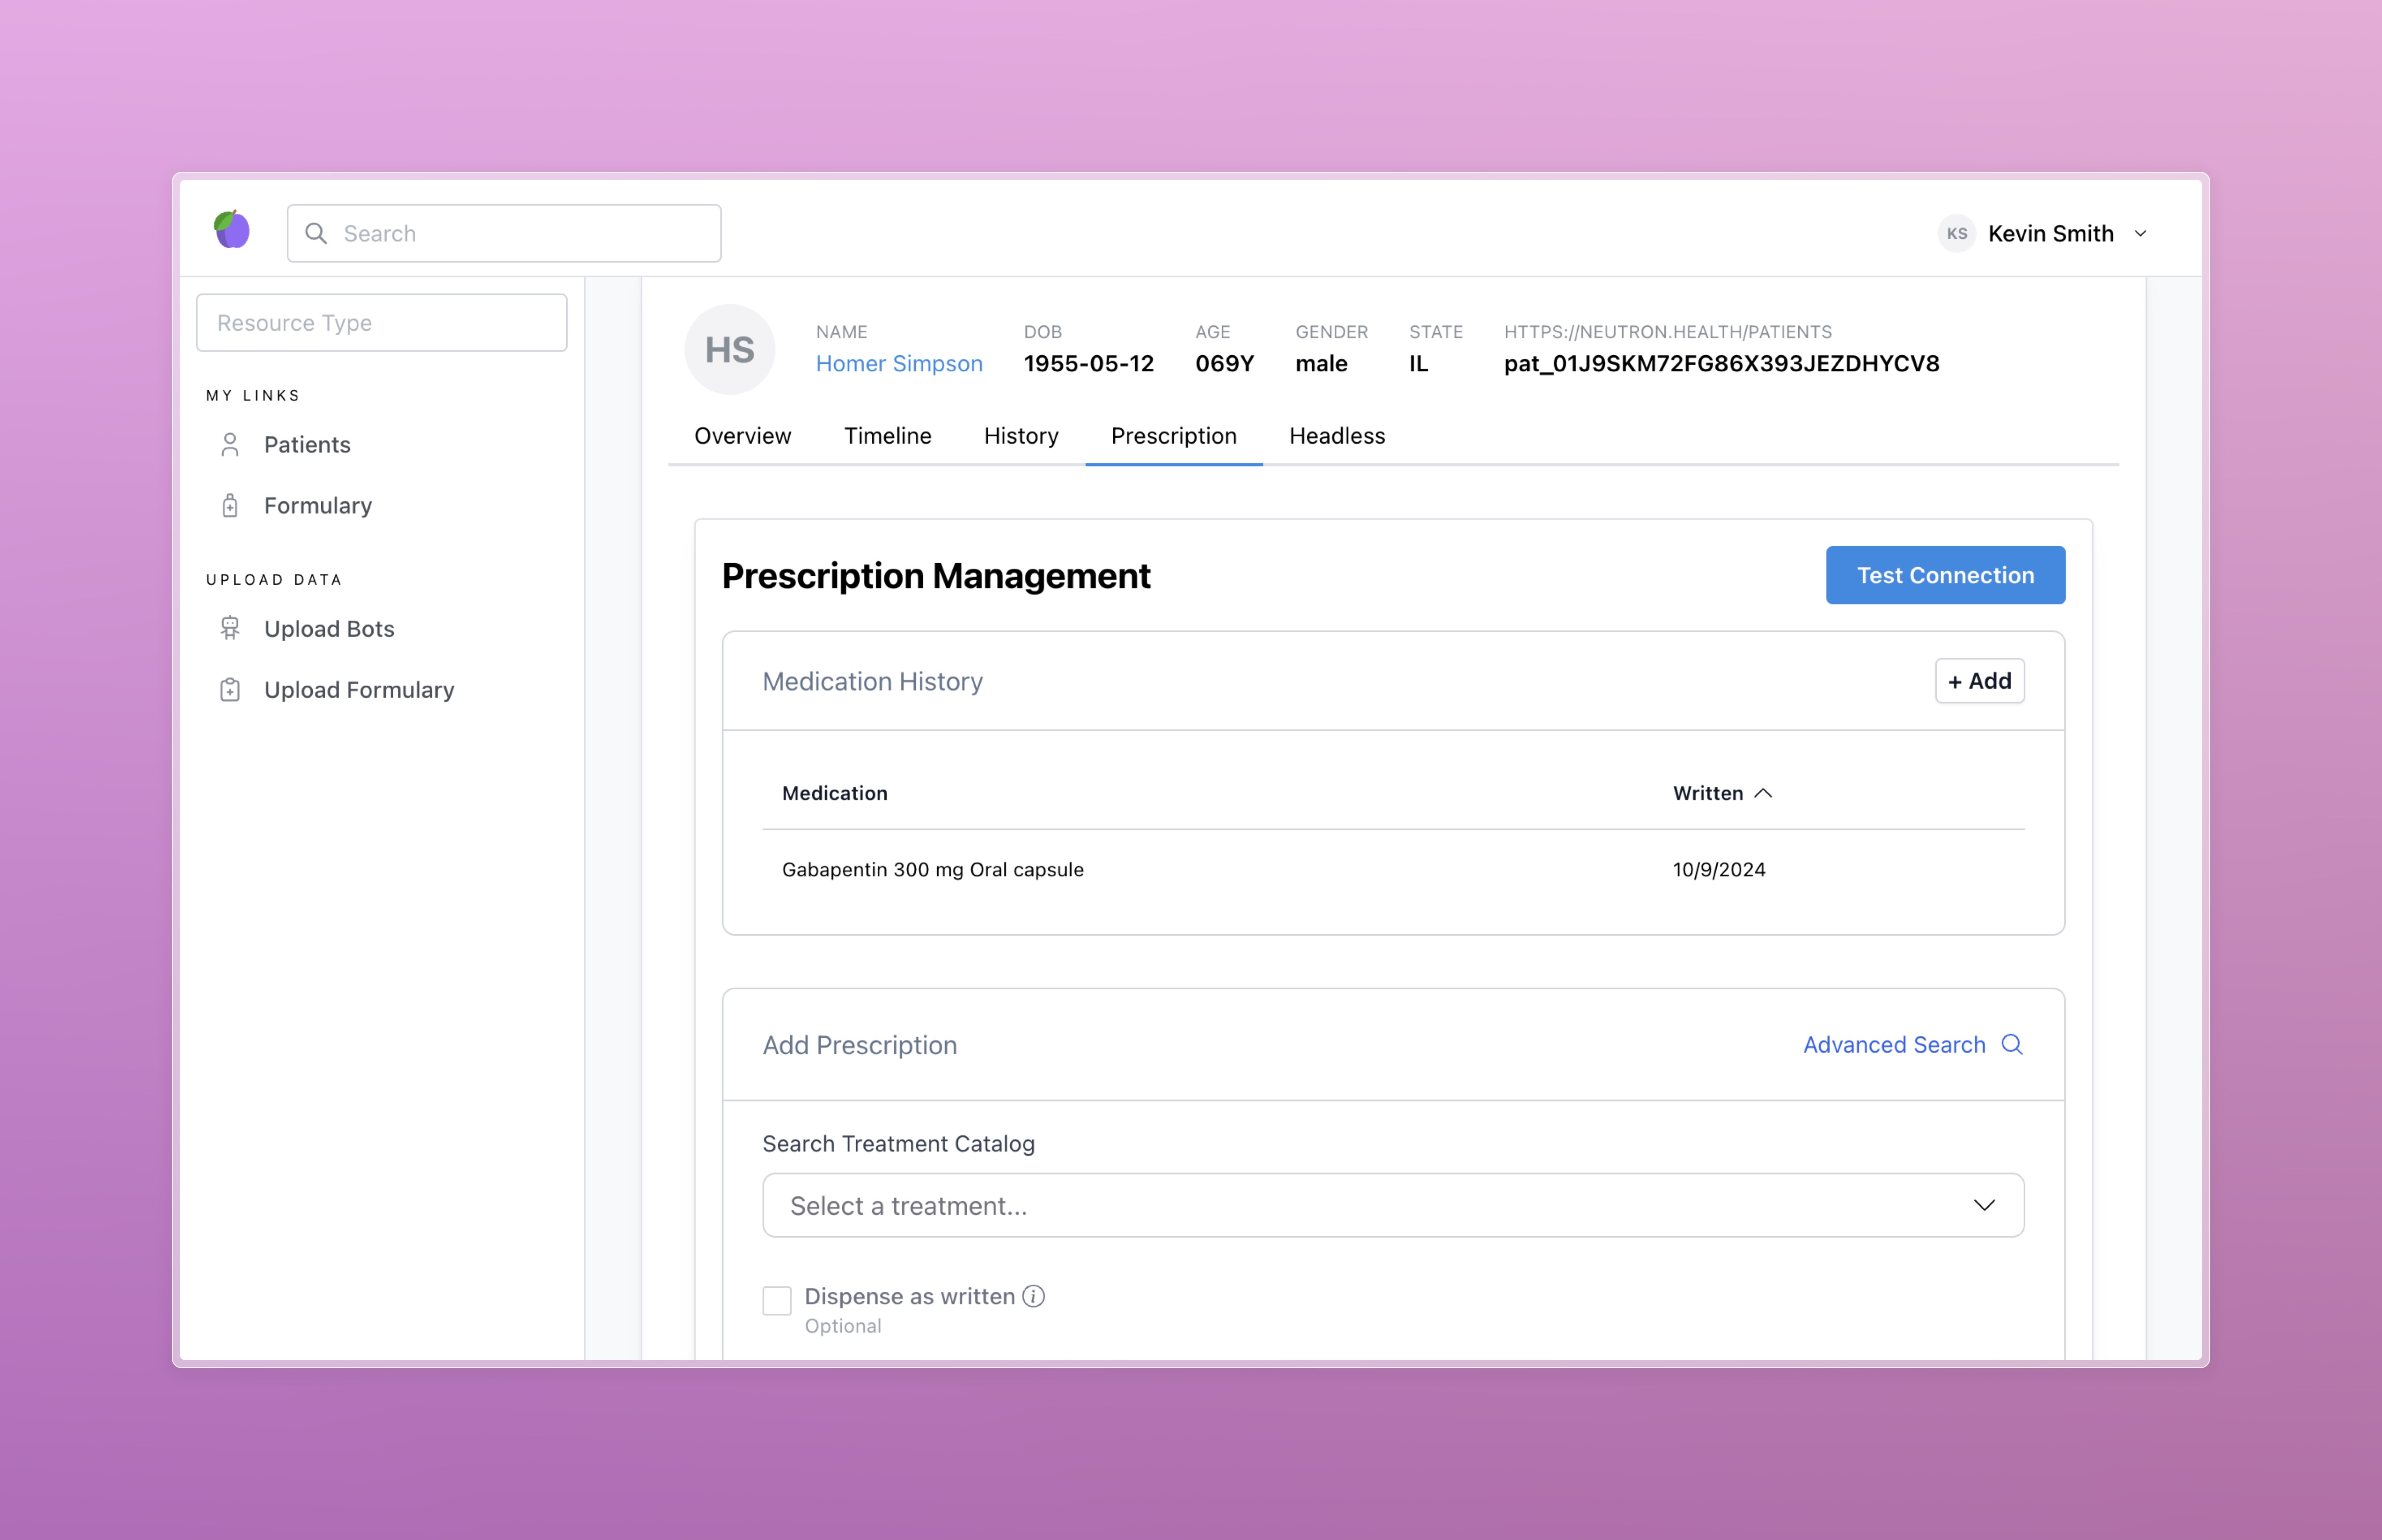 Search
KS Kevin Smith
Resource Type
MY LINKS
Patients
Formulary
UPLOAD DATA
Upload Bots
Upload Formulary
HS
NAME DOB AGE GENDER STATE HTTPS://NEUTRON.HEALTH/PATIENTS
Homer Simpson 1955-05-12 069Y male IL pat_01J9SKM72FG86X393JEZDHYCV8
Overview Timeline History Prescription Headless
Prescription Management Test Connection
Medication History + Add
Medication Written
Gabapentin 300 mg Oral capsule 10/9/2024
Add Prescription Advanced Search
Search Treatment Catalog
Select a treatment...
Dispense as written
Optional